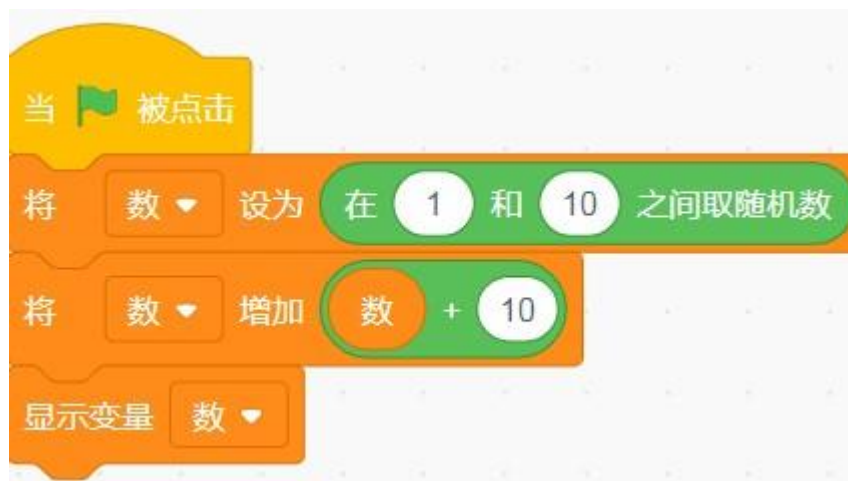 当 被点击
将 数 设为 在 1 和 10 之间取随机数
将 数 增加 数 + 10
显示变量 数